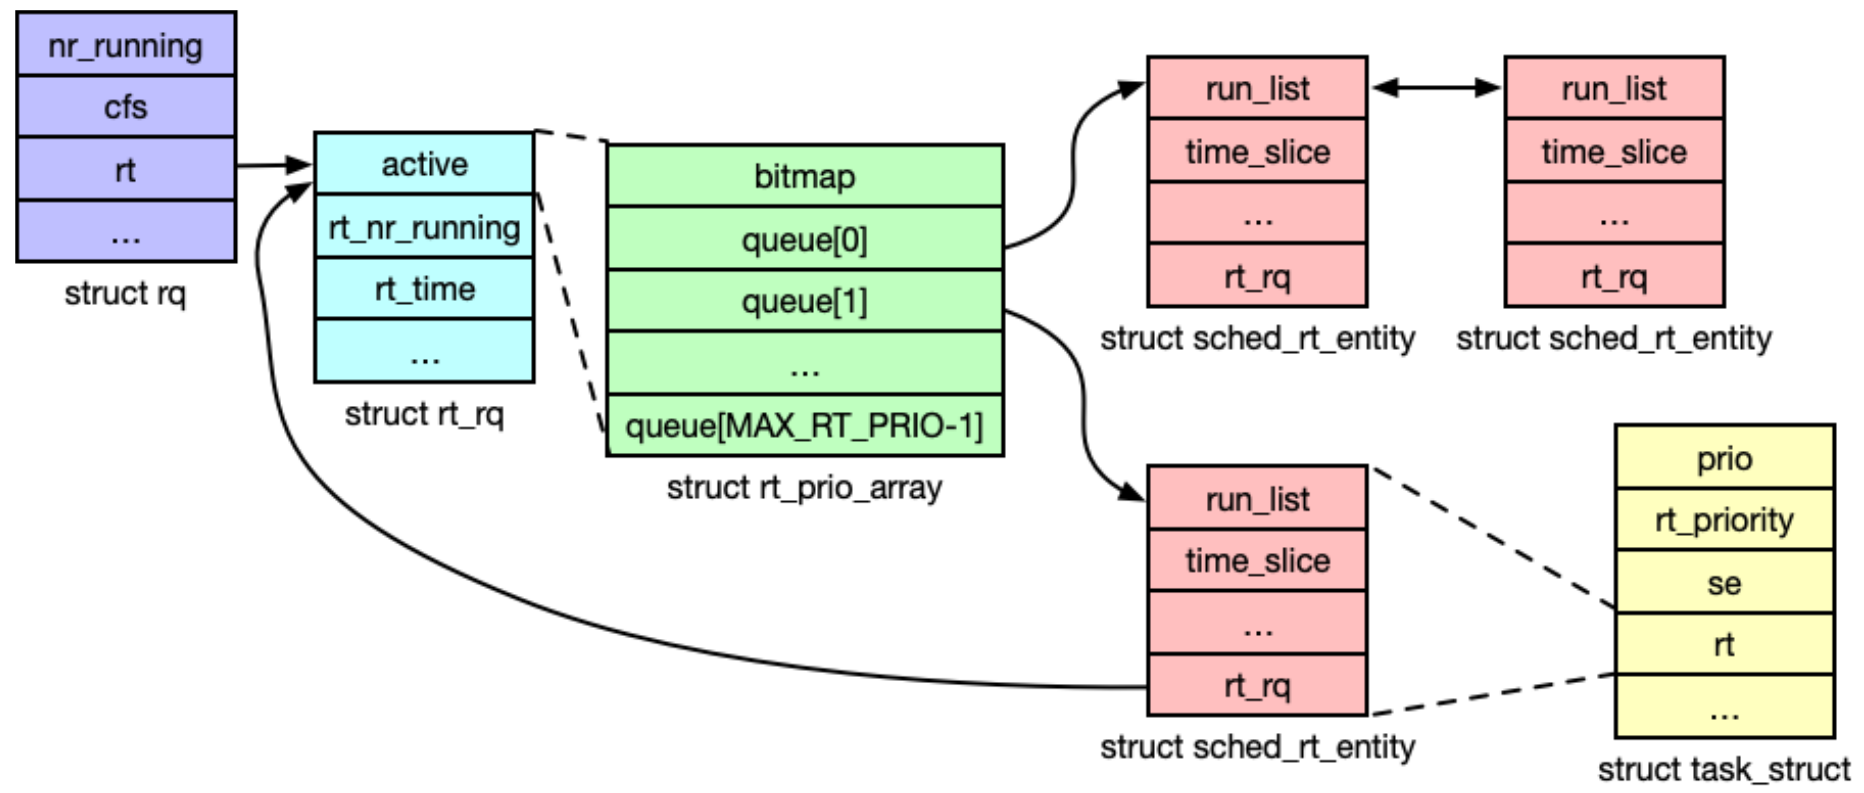 nr_running
cfs
rt
...
struct rq
active
rt_nr_running
rt_time
...
struct rt_rq
bitmap
queue[0]
queue[1]
...
queue[MAX_RT_PRIO-1]
struct rt_prio_array
run_list
time_slice
...
rt_rq
struct sched_rt_entity
run_list
time_slice
...
rt_rq
struct sched_rt_entity
run_list
time_slice
...
rt_rq
struct sched_rt_entity
prio
rt_priority
se
rt
...
struct task_struct